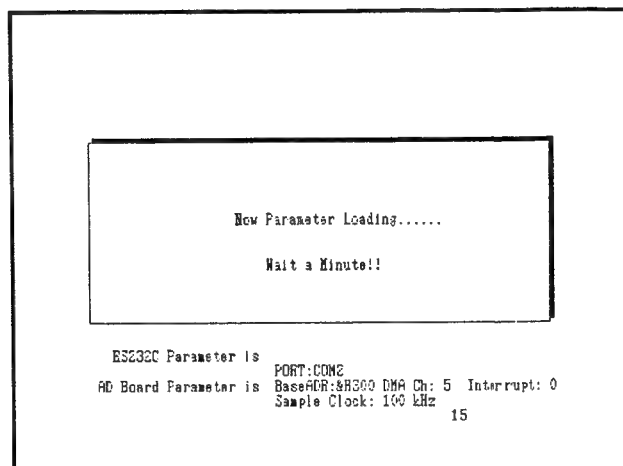 Now Parameter Loading......
Wait a Minute!!
RS232C Parameter is
PORT:COM2
AD Board Parameter is BaseADR:&H300 DMA Ch: 5 Interrupt: 0
Sample Clock: 100 kHz
15